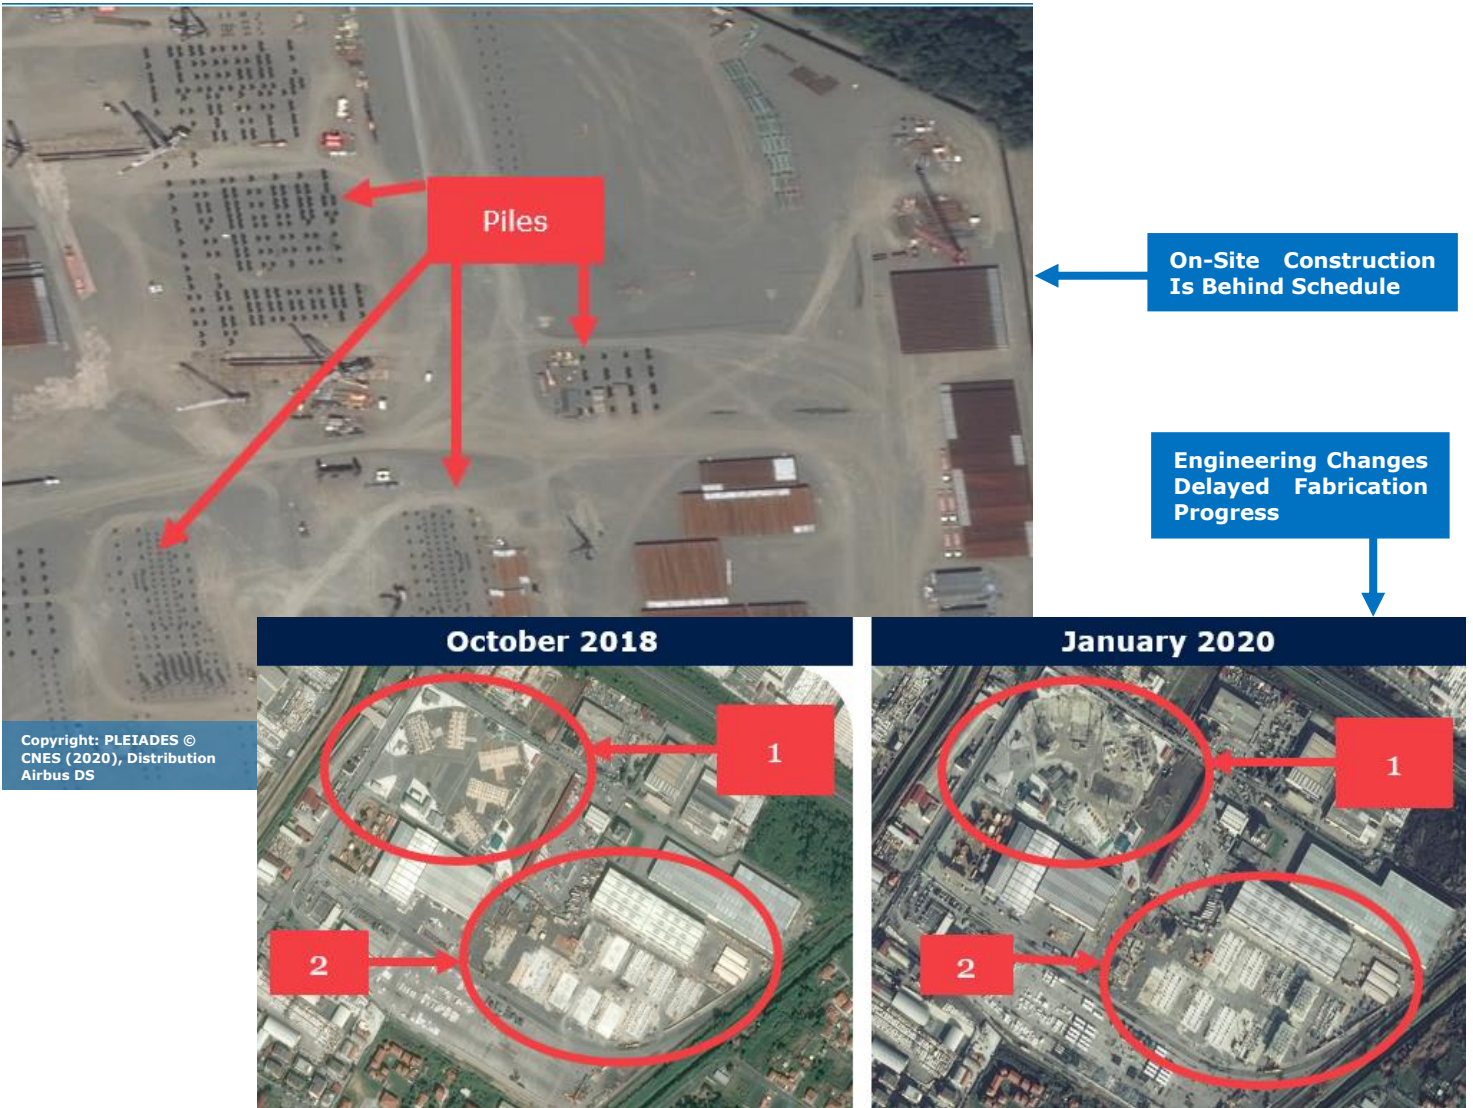 Piles
On-Site Construction
Is Behind Schedule
Engineering Changes
Delayed Fabrication
Progress
October 2018
January 2020
1
1
2
2
Copyright: PLEIADES ©
CNES (2020), Distribution
Airbus DS